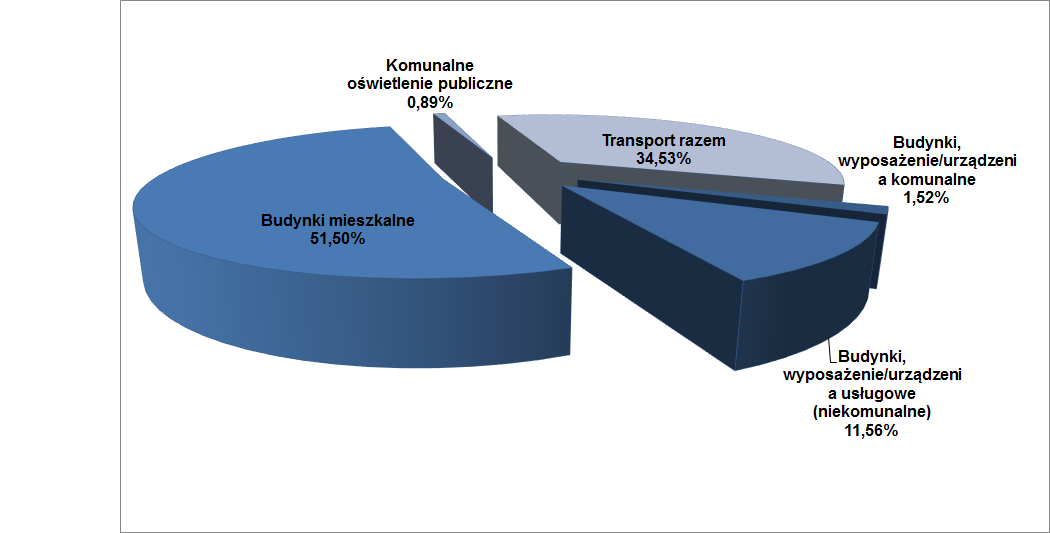 Komunalne
oświetlenie publiczne
0,89%
Transport razem
34,53%
Budynki,
wyposażenie/urządzeni
a komunalne
1,52%
Budynki mieszkalne
51,50%
Budynki,
wyposażenie/urządzeni
a usługowe
(niekomunalne)
11,56%